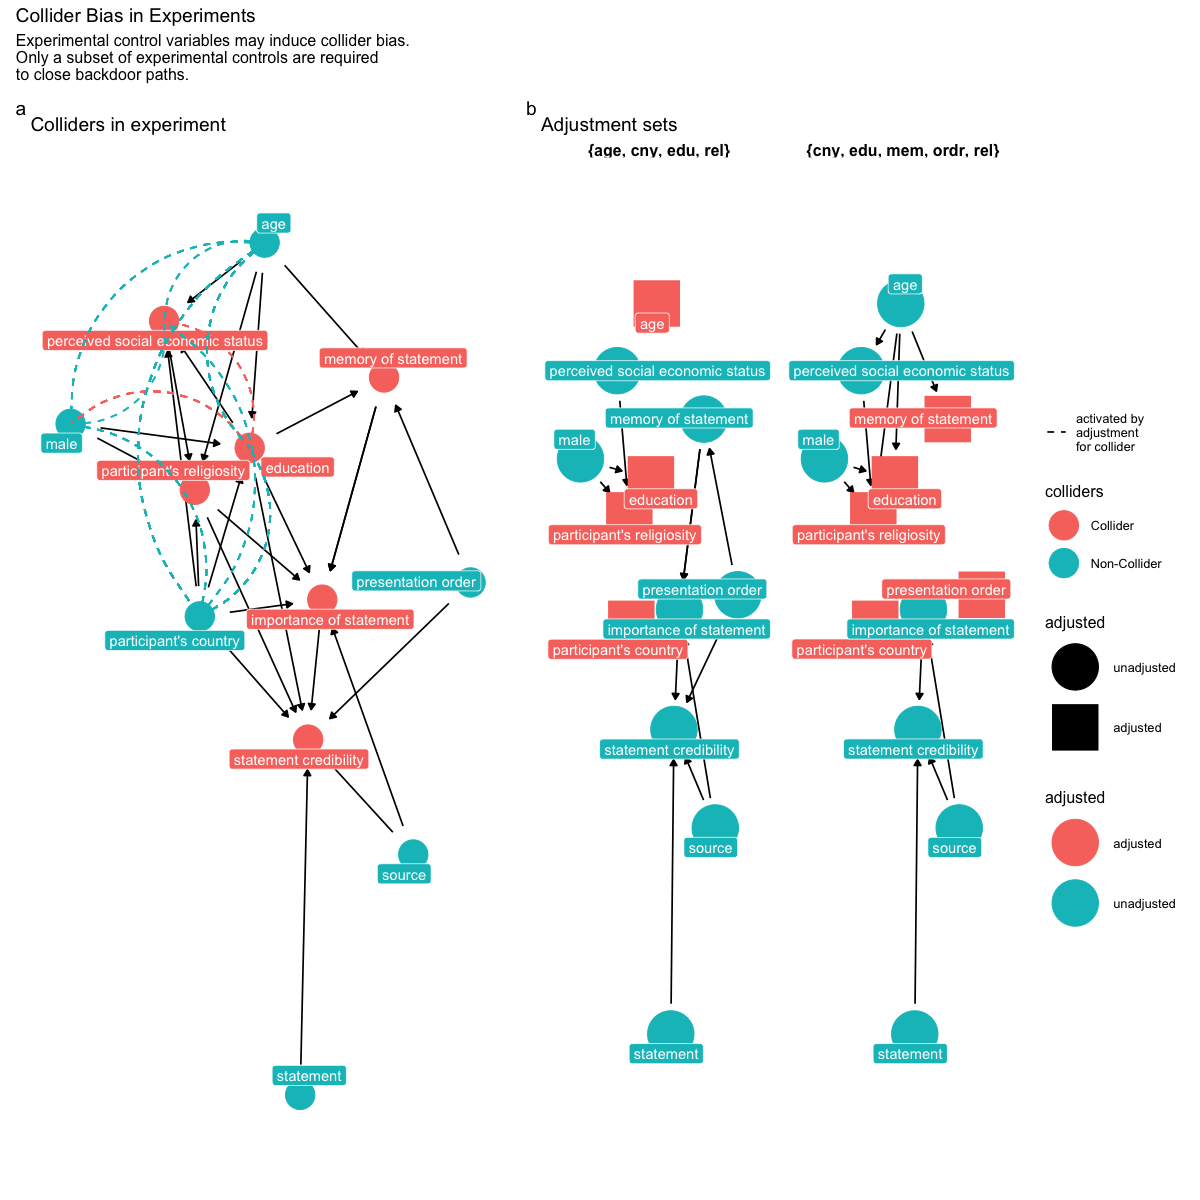 Collider Bias in Experiments
Experimental control variables may induce collider bias.
Only a subset of experimental controls are required
to close backdoor paths.
a
Colliders in experiment
age
perceived social economic status
memory of statement
male
participant's religiosity
education
presentation order
importance of statement
participant's country
statement credibility
source
statement
b
Adjustment sets
{age, cny, edu, rel}
age
perceived social economic status
memory of statement
male
education
participant's religiosity
presentation order
importance of statement
participant's country
statement credibility
source
statement
{cny, edu, mem, ordr, rel}
age
perceived social economic status
memory of statement
male
education
participant's religiosity
presentation order
importance of statement
participant's country
statement credibility
source
statement
activated by
adjustment
for collider
colliders
Collider
Non-Collider
adjusted
unadjusted
adjusted
adjusted
adjusted
unadjusted